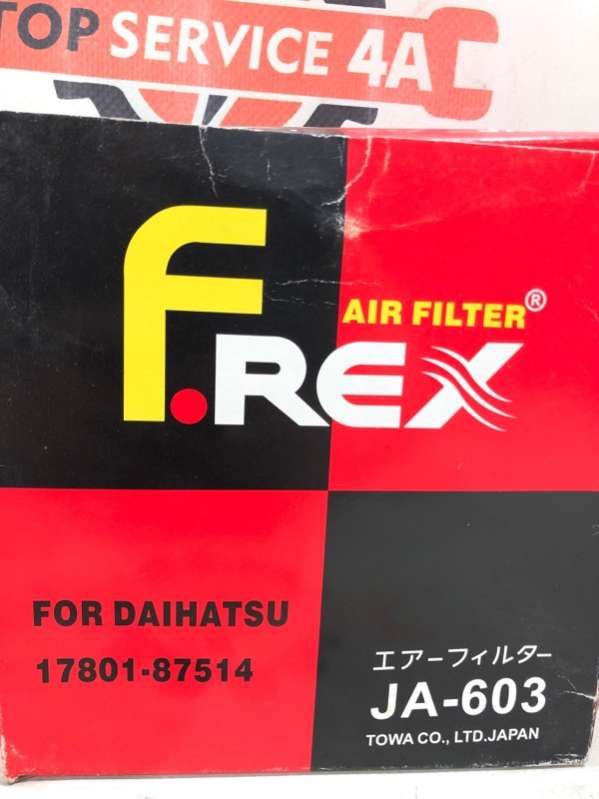 TOP SERVICE 4A
F.REX
AIR FILTER®
FOR DAIHATSU
17801-87514
エアーフィルター
JA-603
TOWA CO., LTD.JAPAN